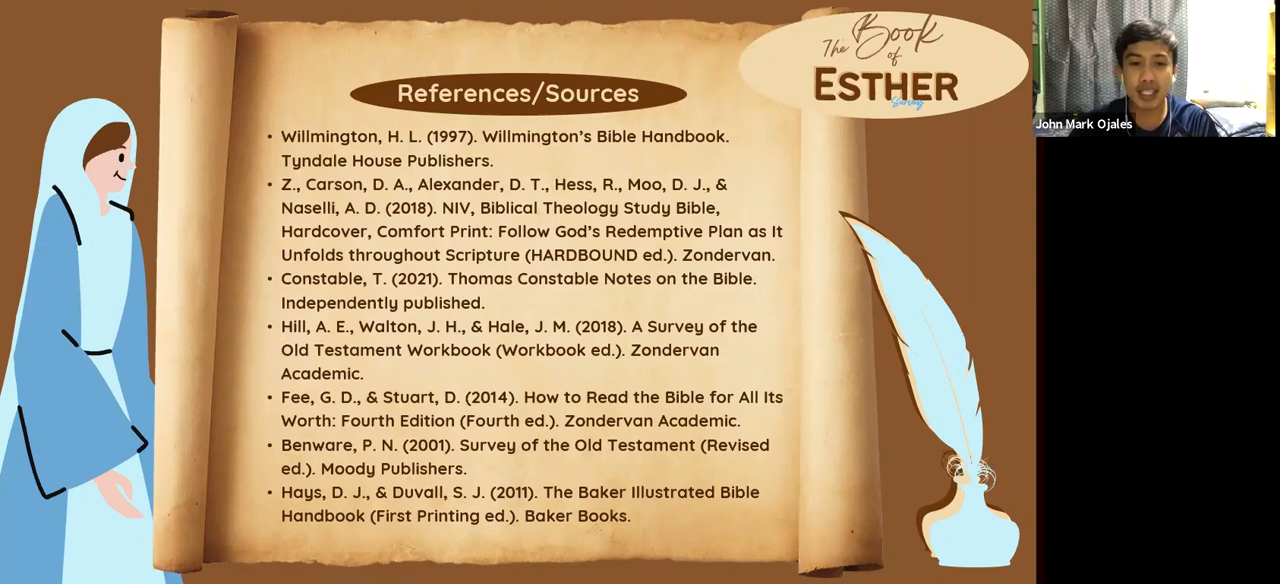 The Book
of
ESTHER
Survey
References/Sources
• Willmington, H. L. (1997). Willmington’s Bible Handbook.
Tyndale House Publishers.
• Z., Carson, D. A., Alexander, D. T., Hess, R., Moo, D. J., &
Naselli, A. D. (2018). NIV, Biblical Theology Study Bible,
Hardcover, Comfort Print: Follow God’s Redemptive Plan as It
Unfolds throughout Scripture (HARDBOUND ed.). Zondervan.
• Constable, T. (2021). Thomas Constable Notes on the Bible.
Independently published.
• Hill, A. E., Walton, J. H., & Hale, J. M. (2018). A Survey of the
Old Testament Workbook (Workbook ed.). Zondervan
Academic.
• Fee, G. D., & Stuart, D. (2014). How to Read the Bible for All Its
Worth: Fourth Edition (Fourth ed.). Zondervan Academic.
• Benware, P. N. (2001). Survey of the Old Testament (Revised
ed.). Moody Publishers.
• Hays, D. J., & Duvall, S. J. (2011). The Baker Illustrated Bible
Handbook (First Printing ed.). Baker Books.
John Mark Ojales